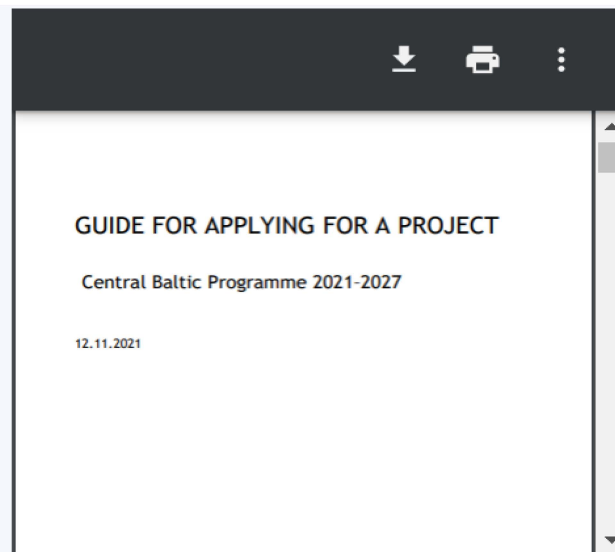 GUIDE FOR APPLYING FOR A PROJECT
Central Baltic Programme 2021-2027
12.11.2021